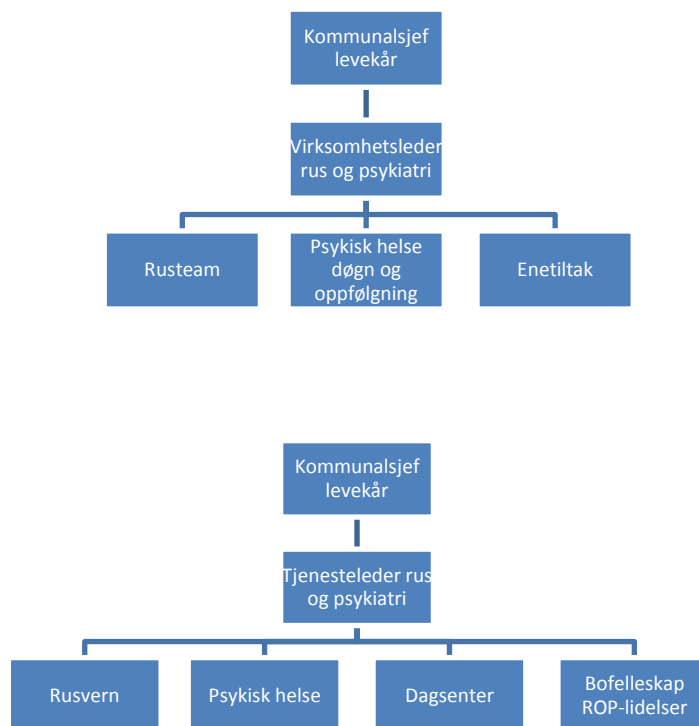 Kommunalsjef
levekår
Virksomhetsleder
rus og psykiatri
Rusteam
Psykisk helse
døgn og
oppfølgning
Enetiltak
Kommunalsjef
levekår
Tjenesteleder rus
og psykiatri
Rusvern
Psykisk helse
Dagsenter
Bofelleskap
ROP-lidelser